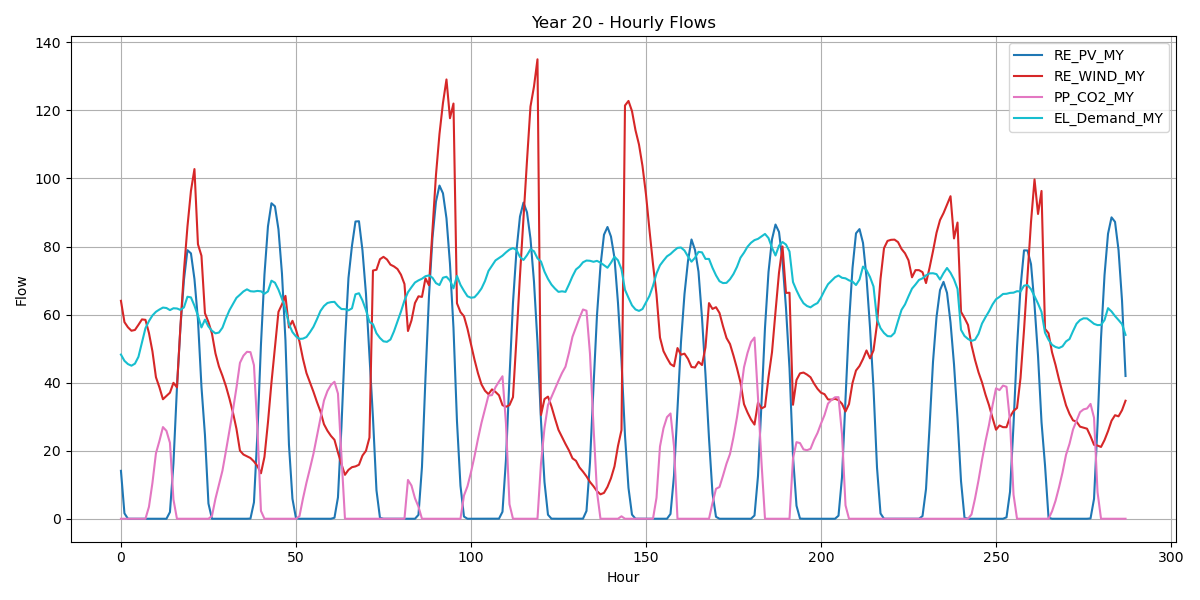 Year 20 - Hourly Flows
RE_PV_MY
RE_WIND_MY
PP_CO2_MY
EL_Demand_MY
Flow
140
120
100
80
60
40
20
0
0 50 100 150 200 250 300
Hour